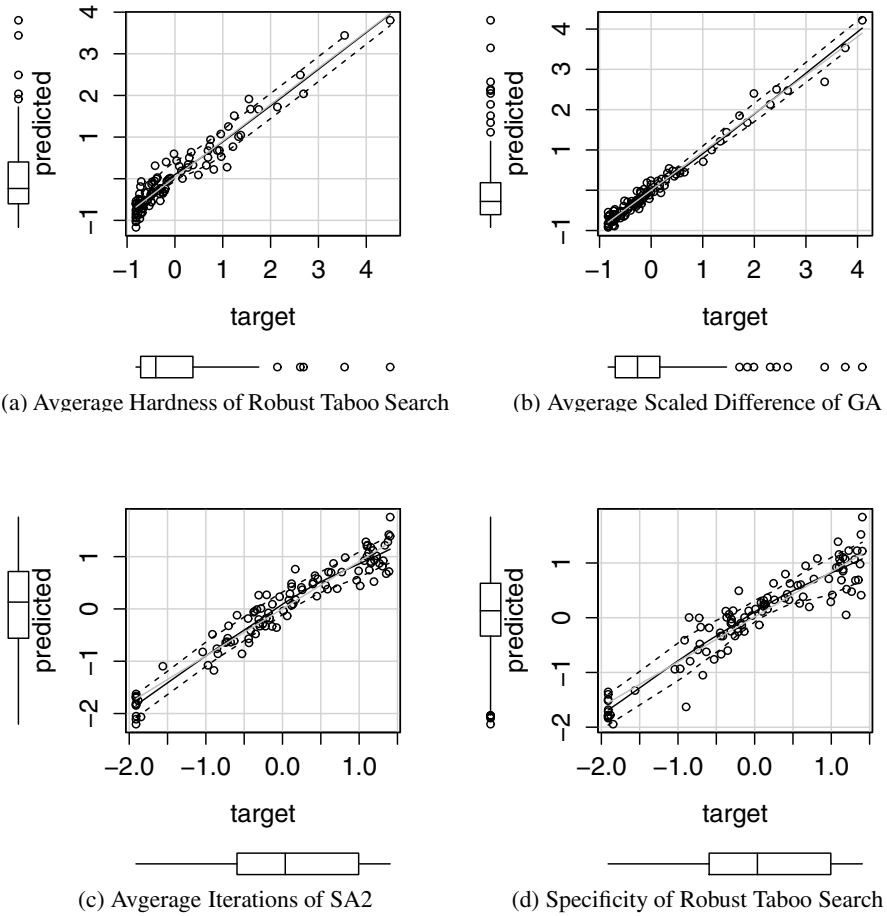 4
3
2
1
−1
predicted
−1 0 1 2 3 4
target
(a) Avgerage Hardness of Robust Taboo Search
4
3
2
1
−1
predicted
−1 0 1 2 3 4
target
(b) Avgerage Scaled Difference of GA
1
0
−1
−2
predicted
−2.0 −1.0 0.0 1.0
target
(c) Avgerage Iterations of SA2
1
0
−1
−2
predicted
−2.0 −1.0 0.0 1.0
target
(d) Specificity of Robust Taboo Search